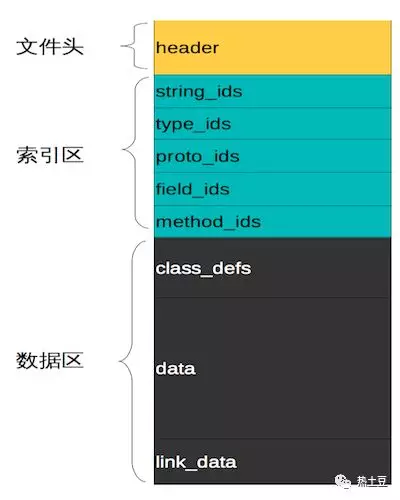 文件头
header
索引区
string_ids
type_ids
proto_ids
field_ids
method_ids
数据区
class_defs
data
link_data
热土豆